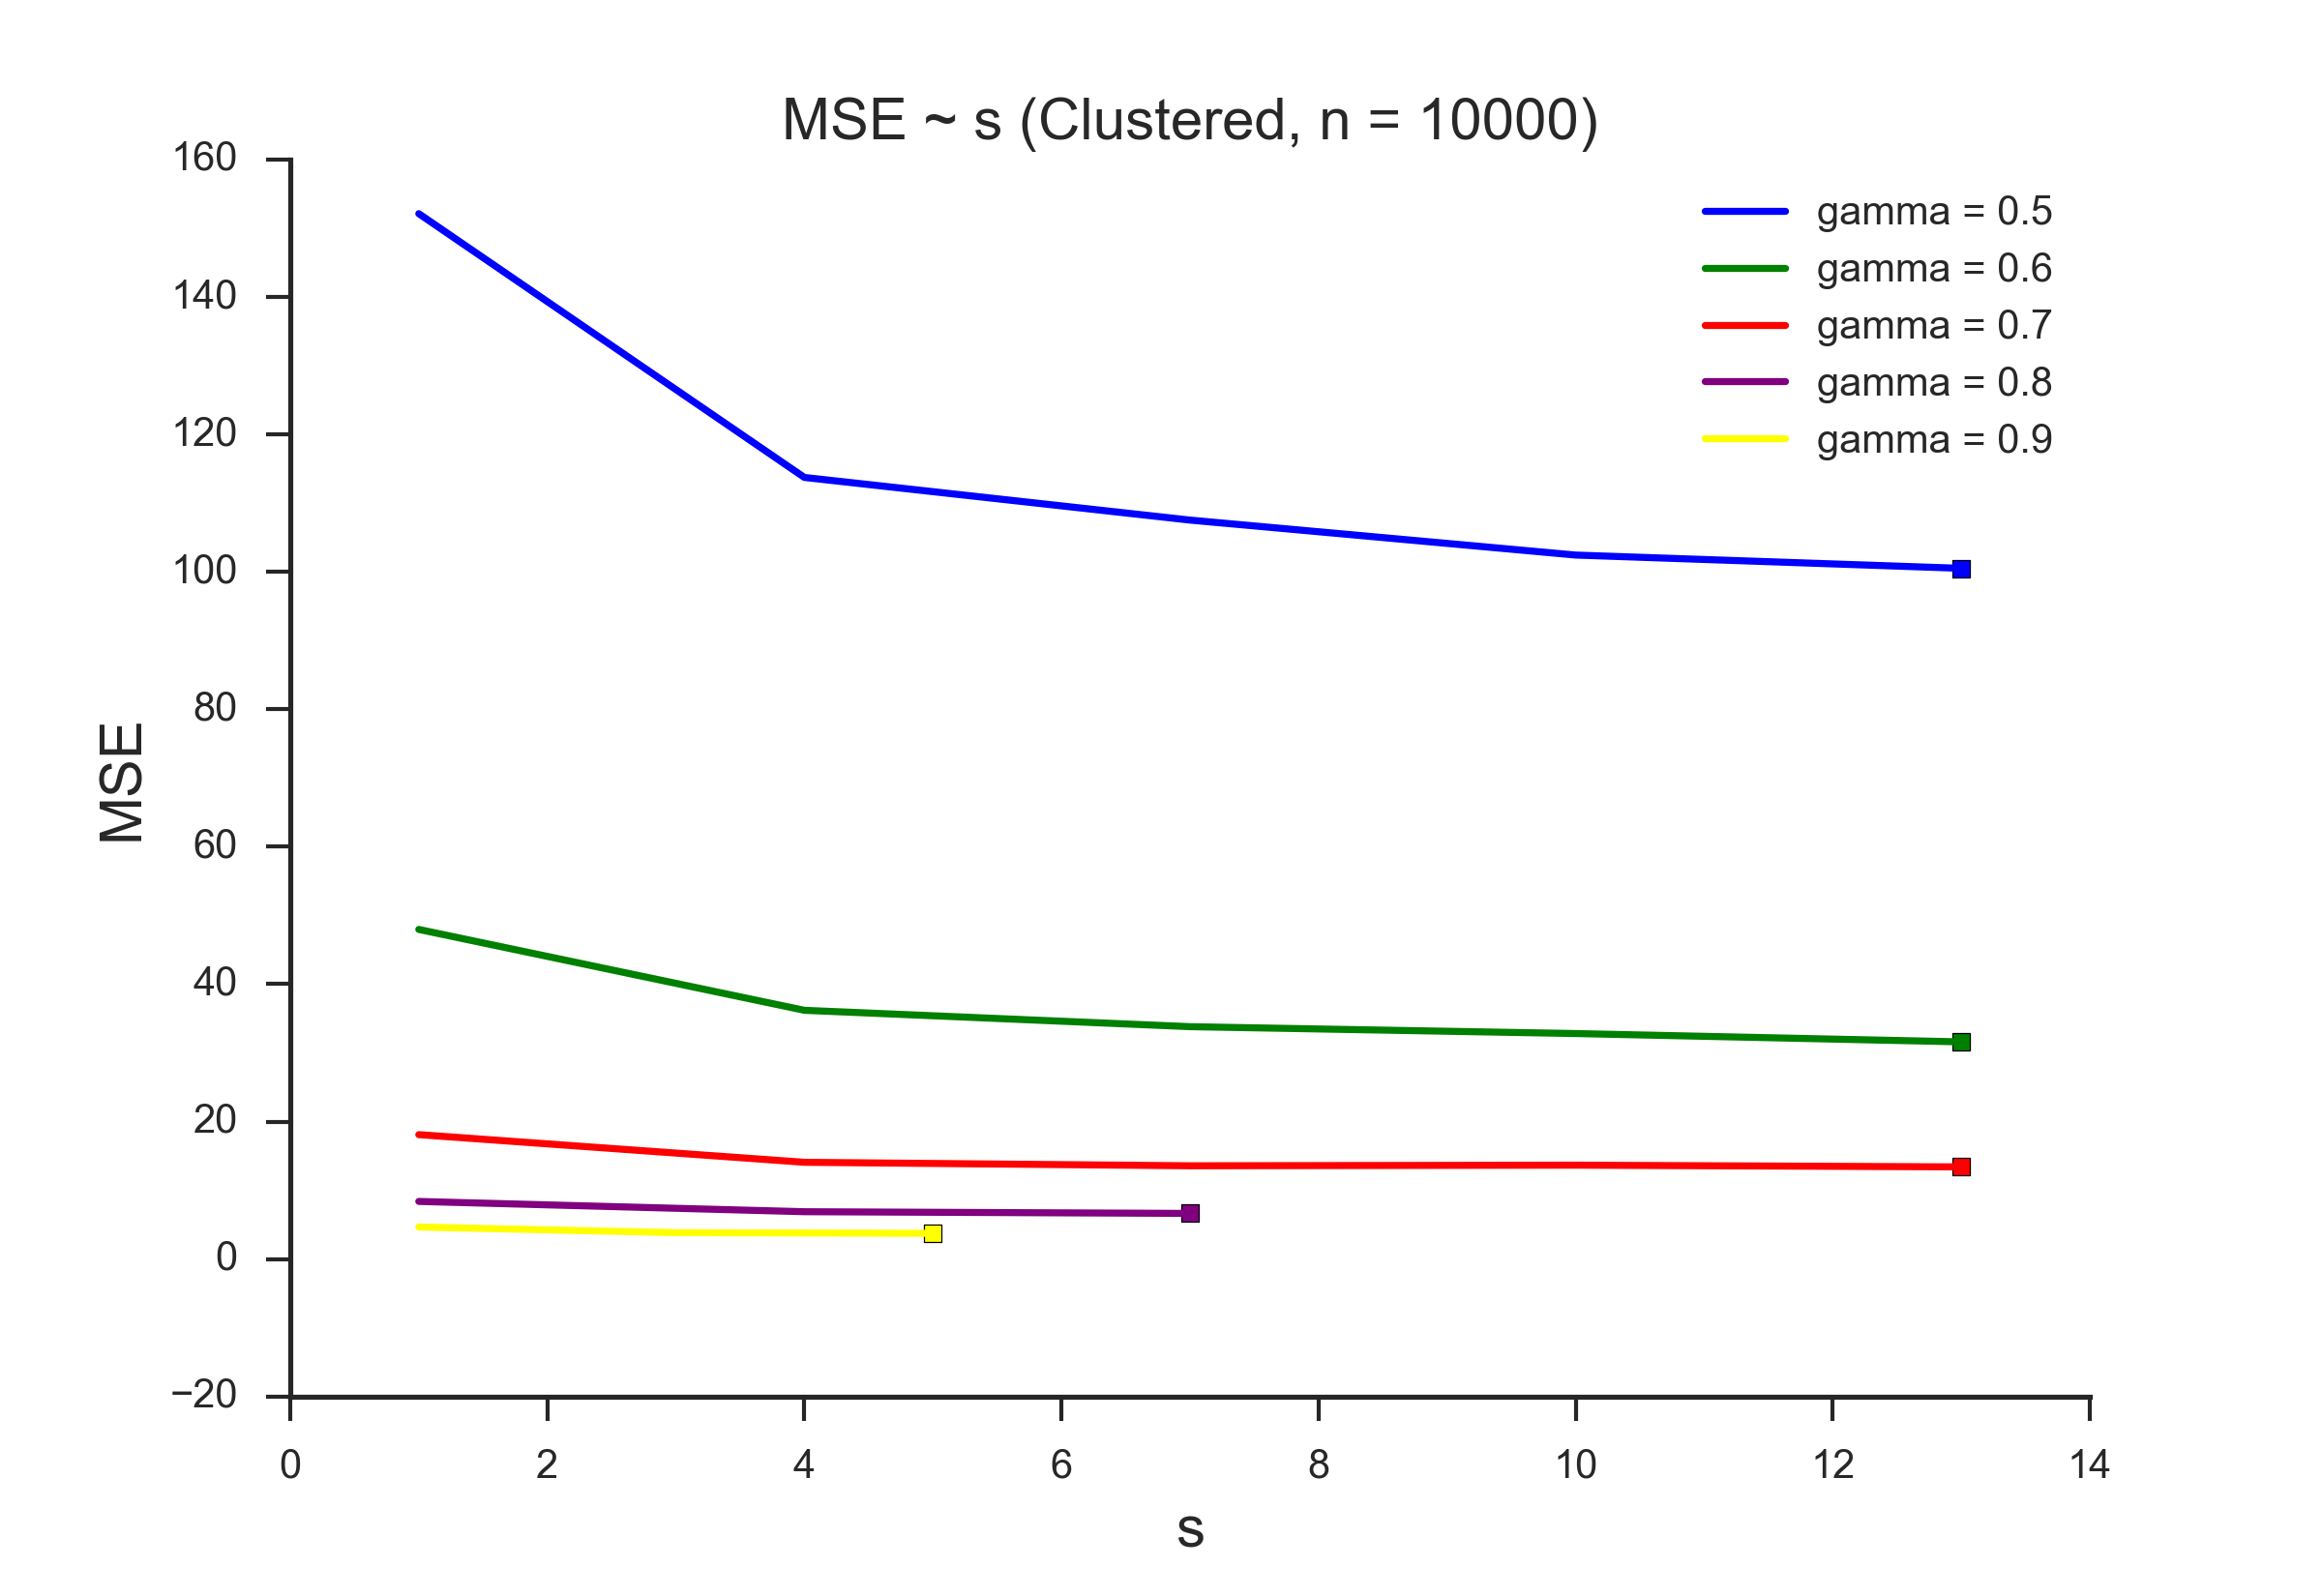 MSE ~ s (Clustered, n = 10000)
gamma = 0.5
gamma = 0.6
gamma = 0.7
gamma = 0.8
gamma = 0.9
MSE
160
140
120
100
80
60
40
20
0
−20
0 2 4 6 8 10 12 14
s